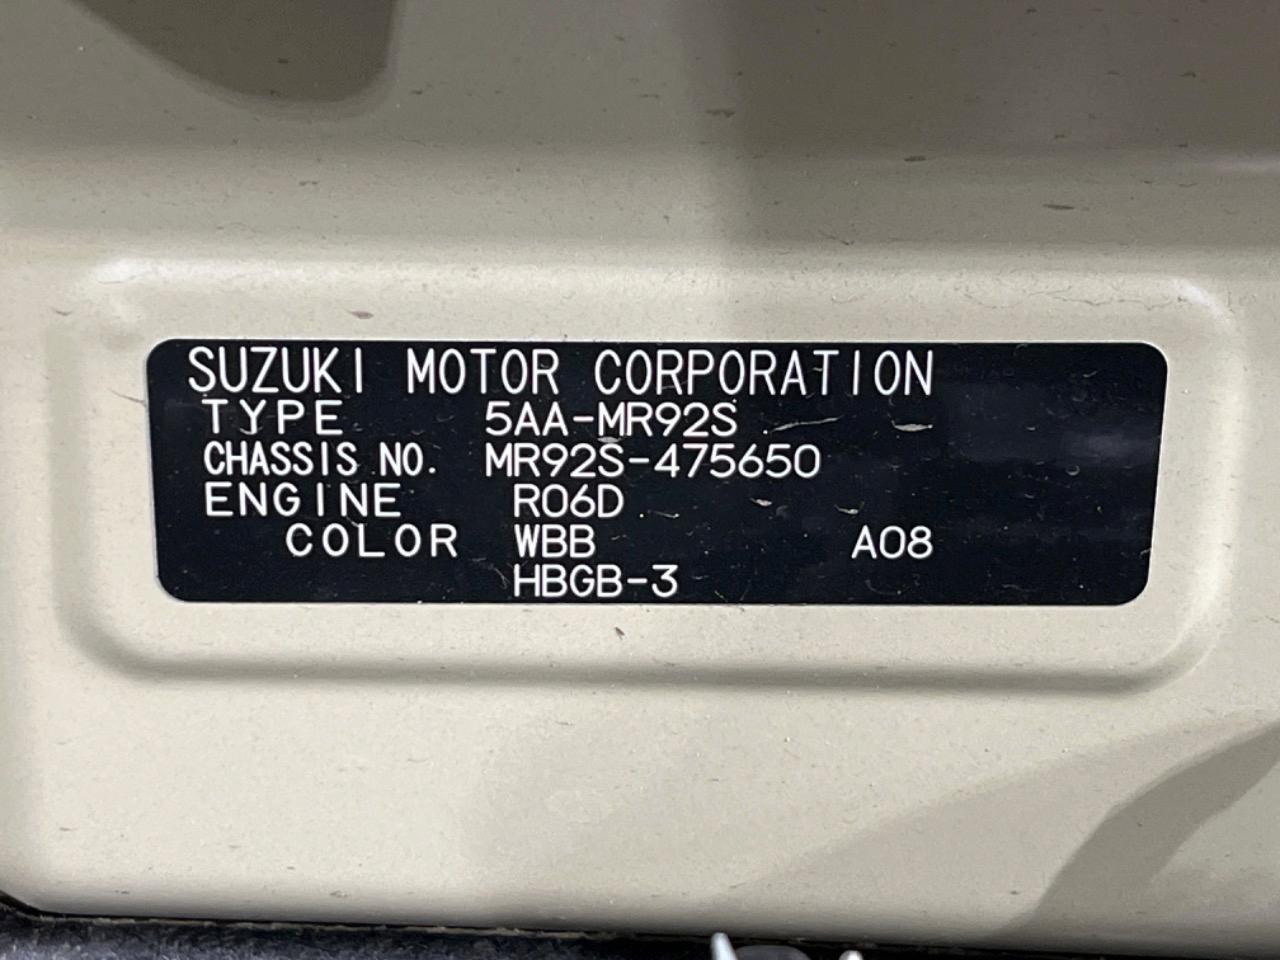 SUZUKI MOTOR CORPORATION
TYPE 5AA-MR92S
CHASSIS NO. MR92S-475650
ENGINE R06D
COLOR WBB A08
HBGB-3